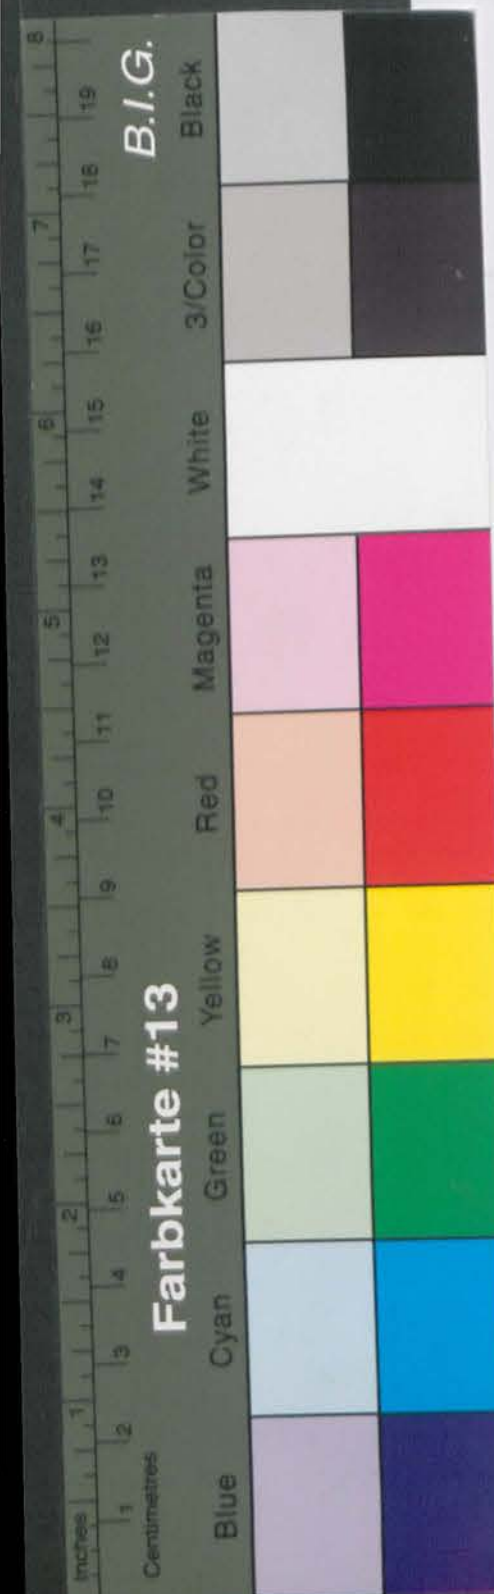 Farbkarte #13 B.I.G.
Blue Cyan Green Yellow Red Magenta White 3/Color Black
Centimetres
1 2 3 4 5 6 7 8 9 10 11 12 13 14 15 16 17 18 19
Inches 1 2 3 4 5 6 7 8